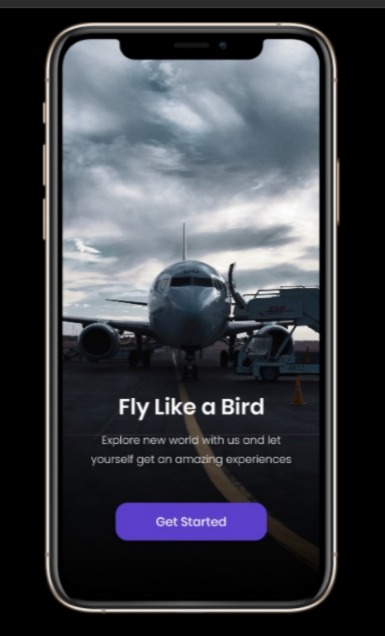 Fly Like a Bird
Explore new world with us and let
yourself get an amazing experiences
Get Started